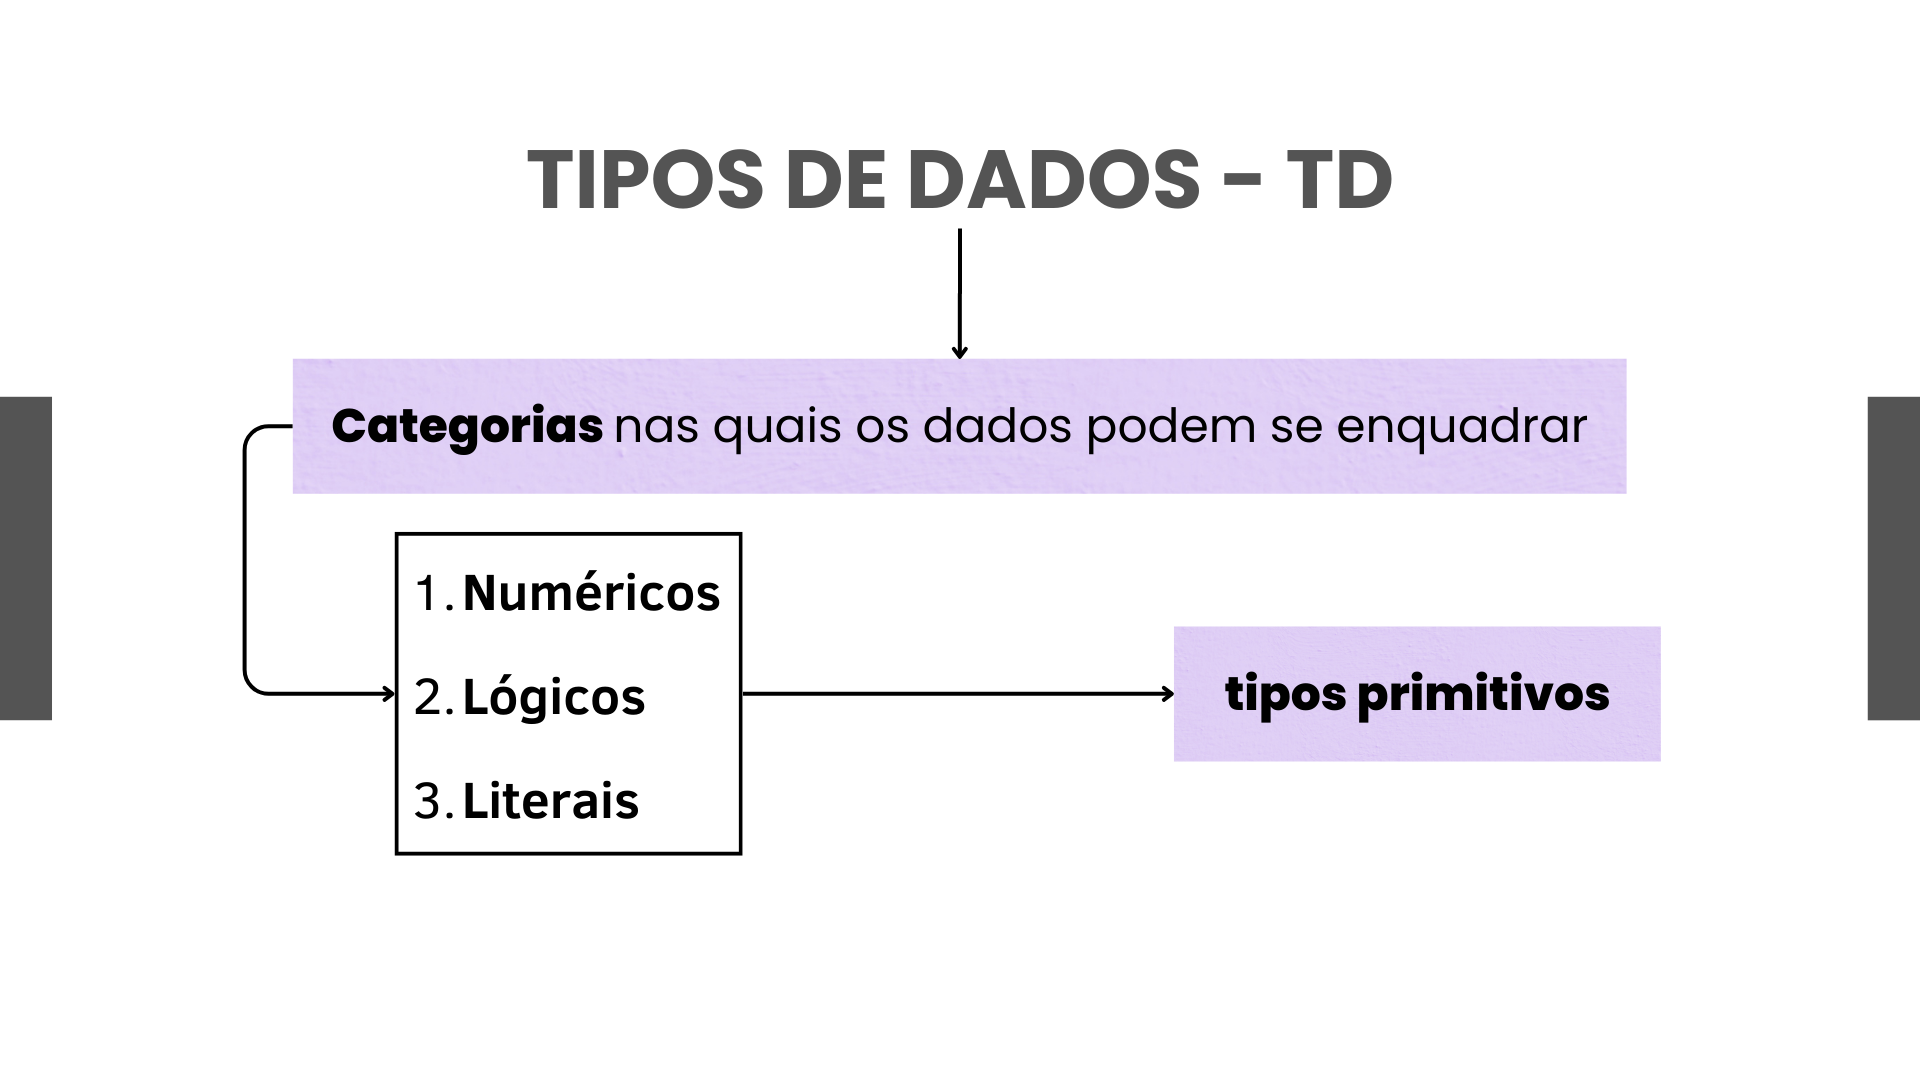 TIPOS DE DADOS - TD
Categorias nas quais os dados podem se enquadrar
1. Numéricos
2. Lógicos
3. Literais
tipos primitivos